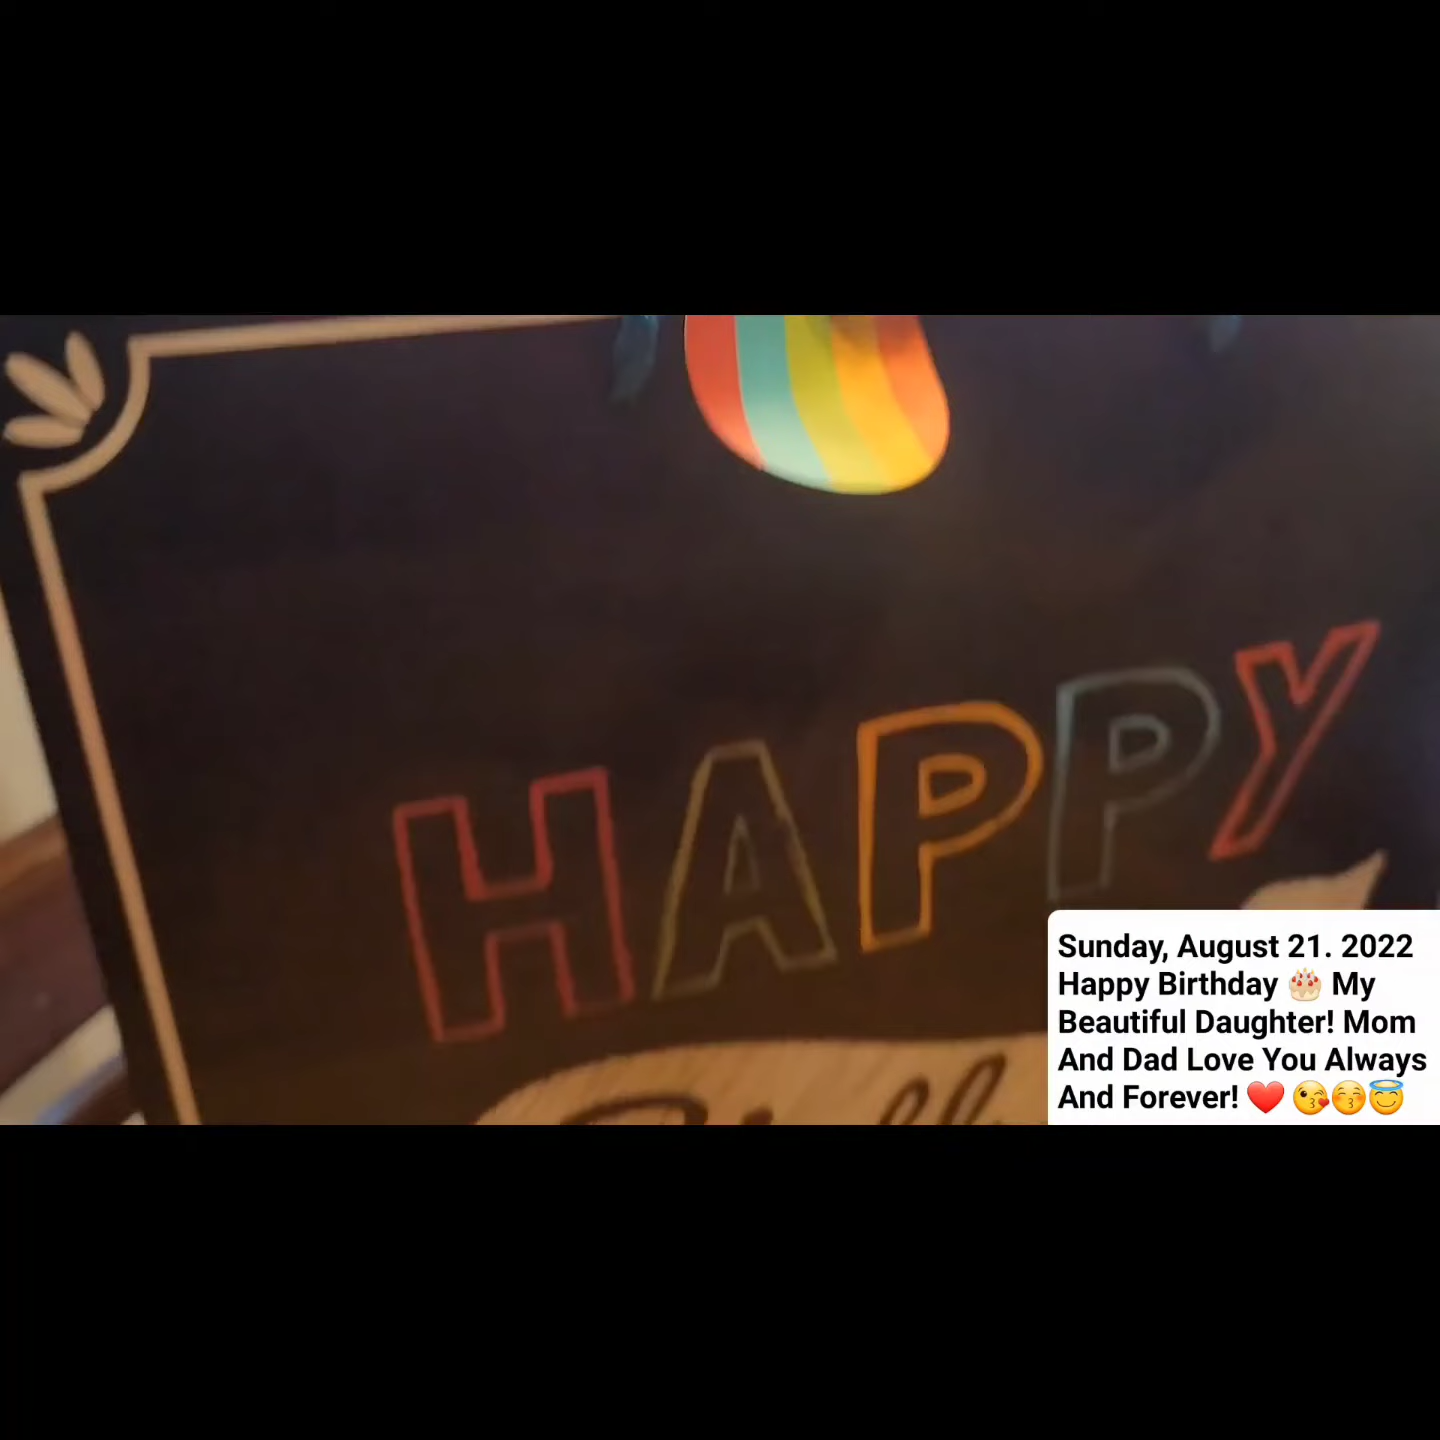 HAPPY
Sunday, August 21. 2022
Happy Birthday 🎂 My
Beautiful Daughter! Mom
And Dad Love You Always
And Forever! ❤️ 😘😚😇